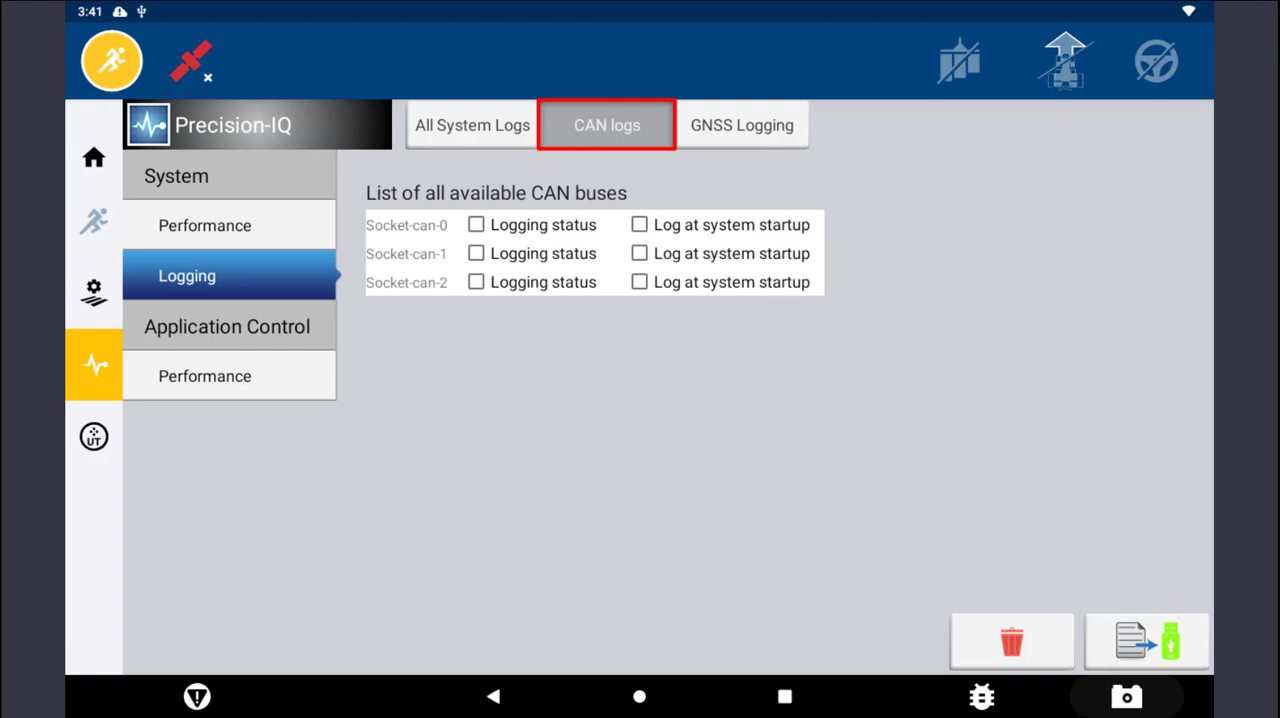 3:41
Precision-IQ
All System Logs
CAN logs
GNSS Logging
System
Performance
Logging
Application Control
Performance
UT
List of all available CAN buses
Socket-can-0 Logging status Log at system startup
Socket-can-1 Logging status Log at system startup
Socket-can-2 Logging status Log at system startup